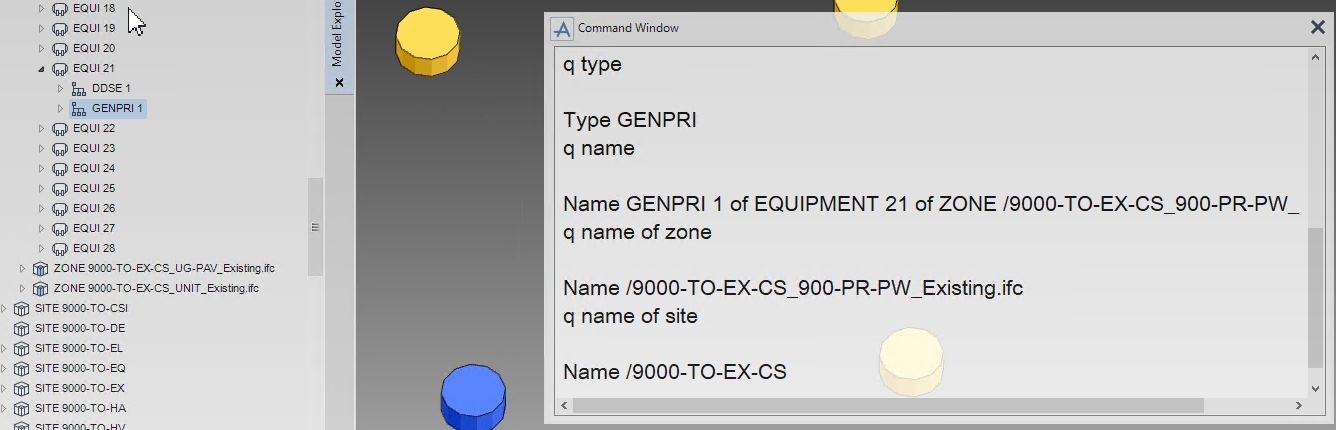 EQUI 18
EQUI 19
EQUI 20
EQUI 21
DDSE 1
GENPRI 1
EQUI 22
EQUI 23
EQUI 24
EQUI 25
EQUI 26
EQUI 27
EQUI 28
ZONE 9000-TO-EX-CS_UG-PAV_Existing.ifc
ZONE 9000-TO-EX-CS_UNIT_Existing.ifc
SITE 9000-TO-CSI
SITE 9000-TO-DE
SITE 9000-TO-EL
SITE 9000-TO-EQ
SITE 9000-TO-EX
SITE 9000-TO-HA
SITE 9000-TO-HV
Model Explo
Command Window
q type
Type GENPRI
q name
Name GENPRI 1 of EQUIPMENT 21 of ZONE /9000-TO-EX-CS_900-PR-PW_
q name of zone
Name /9000-TO-EX-CS_900-PR-PW_Existing.ifc
q name of site
Name /9000-TO-EX-CS